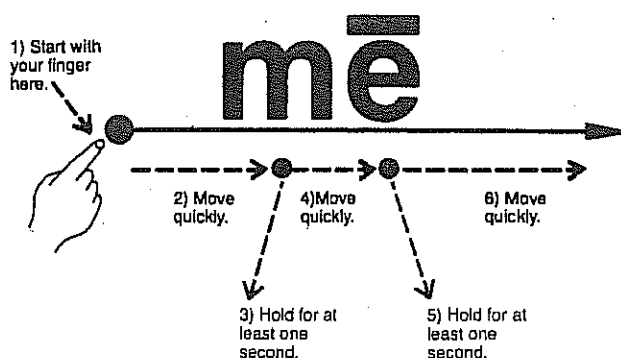 mē
1) Start with
your finger
here.
2) Move
quickly.
4)Move
quickly.
6) Move
quickly.
3) Hold for at
least one
second.
5) Hold for at
least one
second.